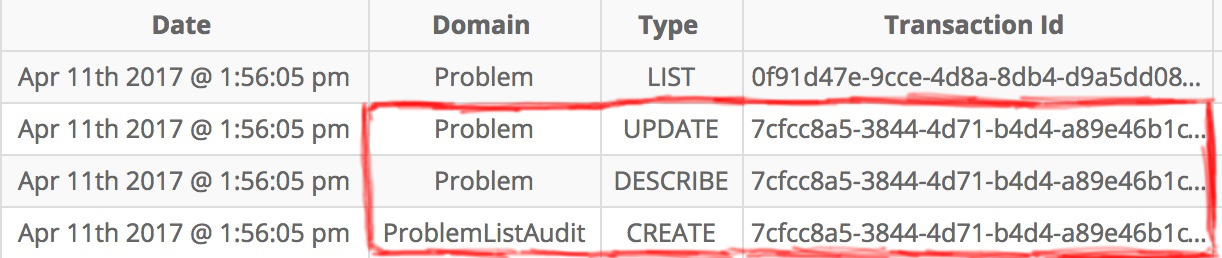 Date Domain Type Transaction Id
Apr 11th 2017 @ 1:56:05 pm Problem LIST 0f91d47e-9cce-4d8a-8db4-d9a5dd08...
Apr 11th 2017 @ 1:56:05 pm Problem UPDATE 7cfcc8a5-3844-4d71-b4d4-a89e46b1c...
Apr 11th 2017 @ 1:56:05 pm Problem DESCRIBE 7cfcc8a5-3844-4d71-b4d4-a89e46b1c...
Apr 11th 2017 @ 1:56:05 pm ProblemListAudit CREATE 7cfcc8a5-3844-4d71-b4d4-a89e46b1c...